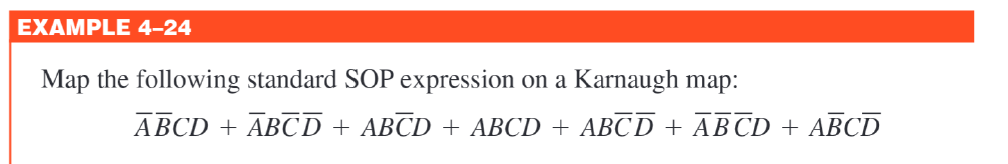 EXAMPLE 4–24
Map the following standard SOP expression on a Karnaugh map:
A̅B̅CD + A̅BC̅D̅ + ABC̅D + ABCD + ABC̅D̅ + A̅B̅C̅D + AB̅CD̅